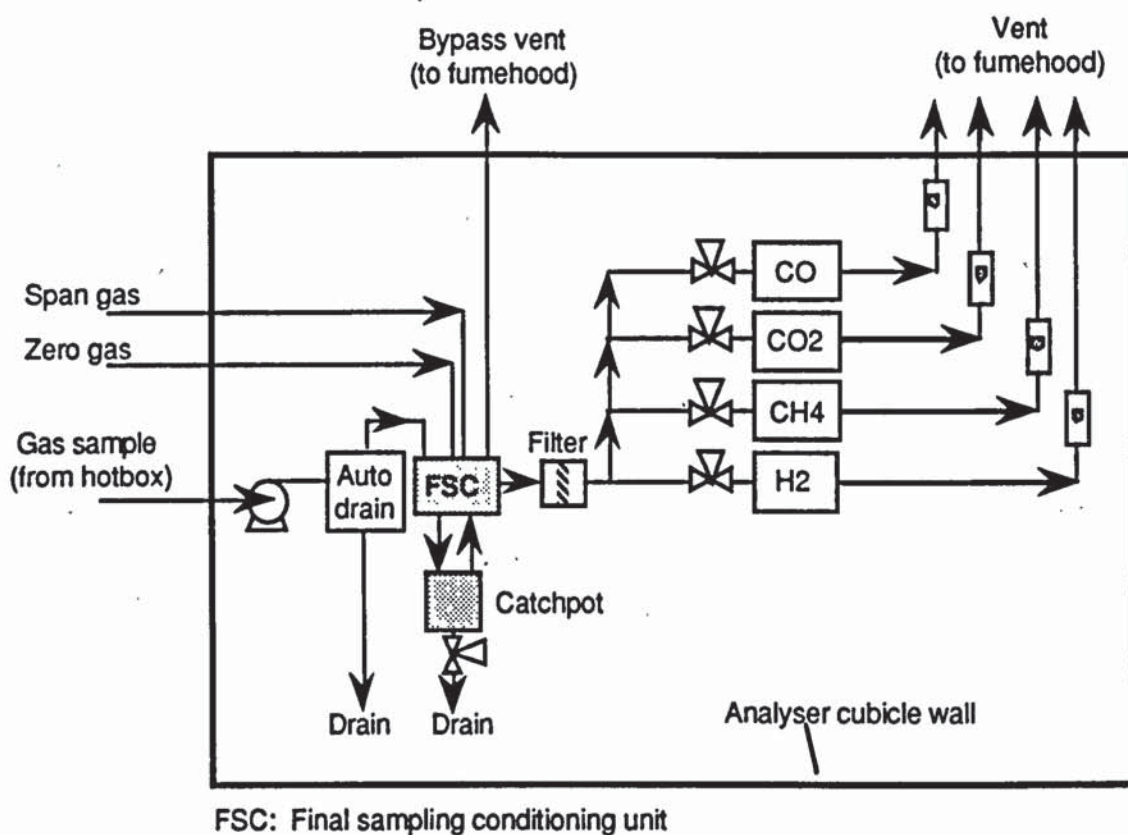 Bypass vent
(to fumehood)
Vent
(to fumehood)
Span gas
Zero gas
Gas sample
(from hotbox)
Auto
drain
FSC
Filter
CO
CO2
CH4
H2
Catchpot
Drain
Drain
Analyser cubicle wall
FSC: Final sampling conditioning unit